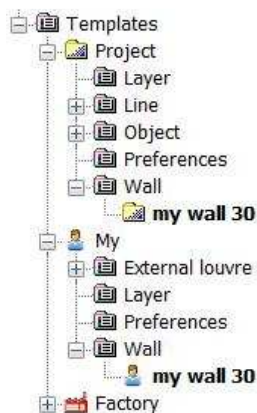 Templates
Project
Layer
Line
Object
Preferences
Wall
my wall 30
My
External louvre
Layer
Preferences
Wall
my wall 30
Factory